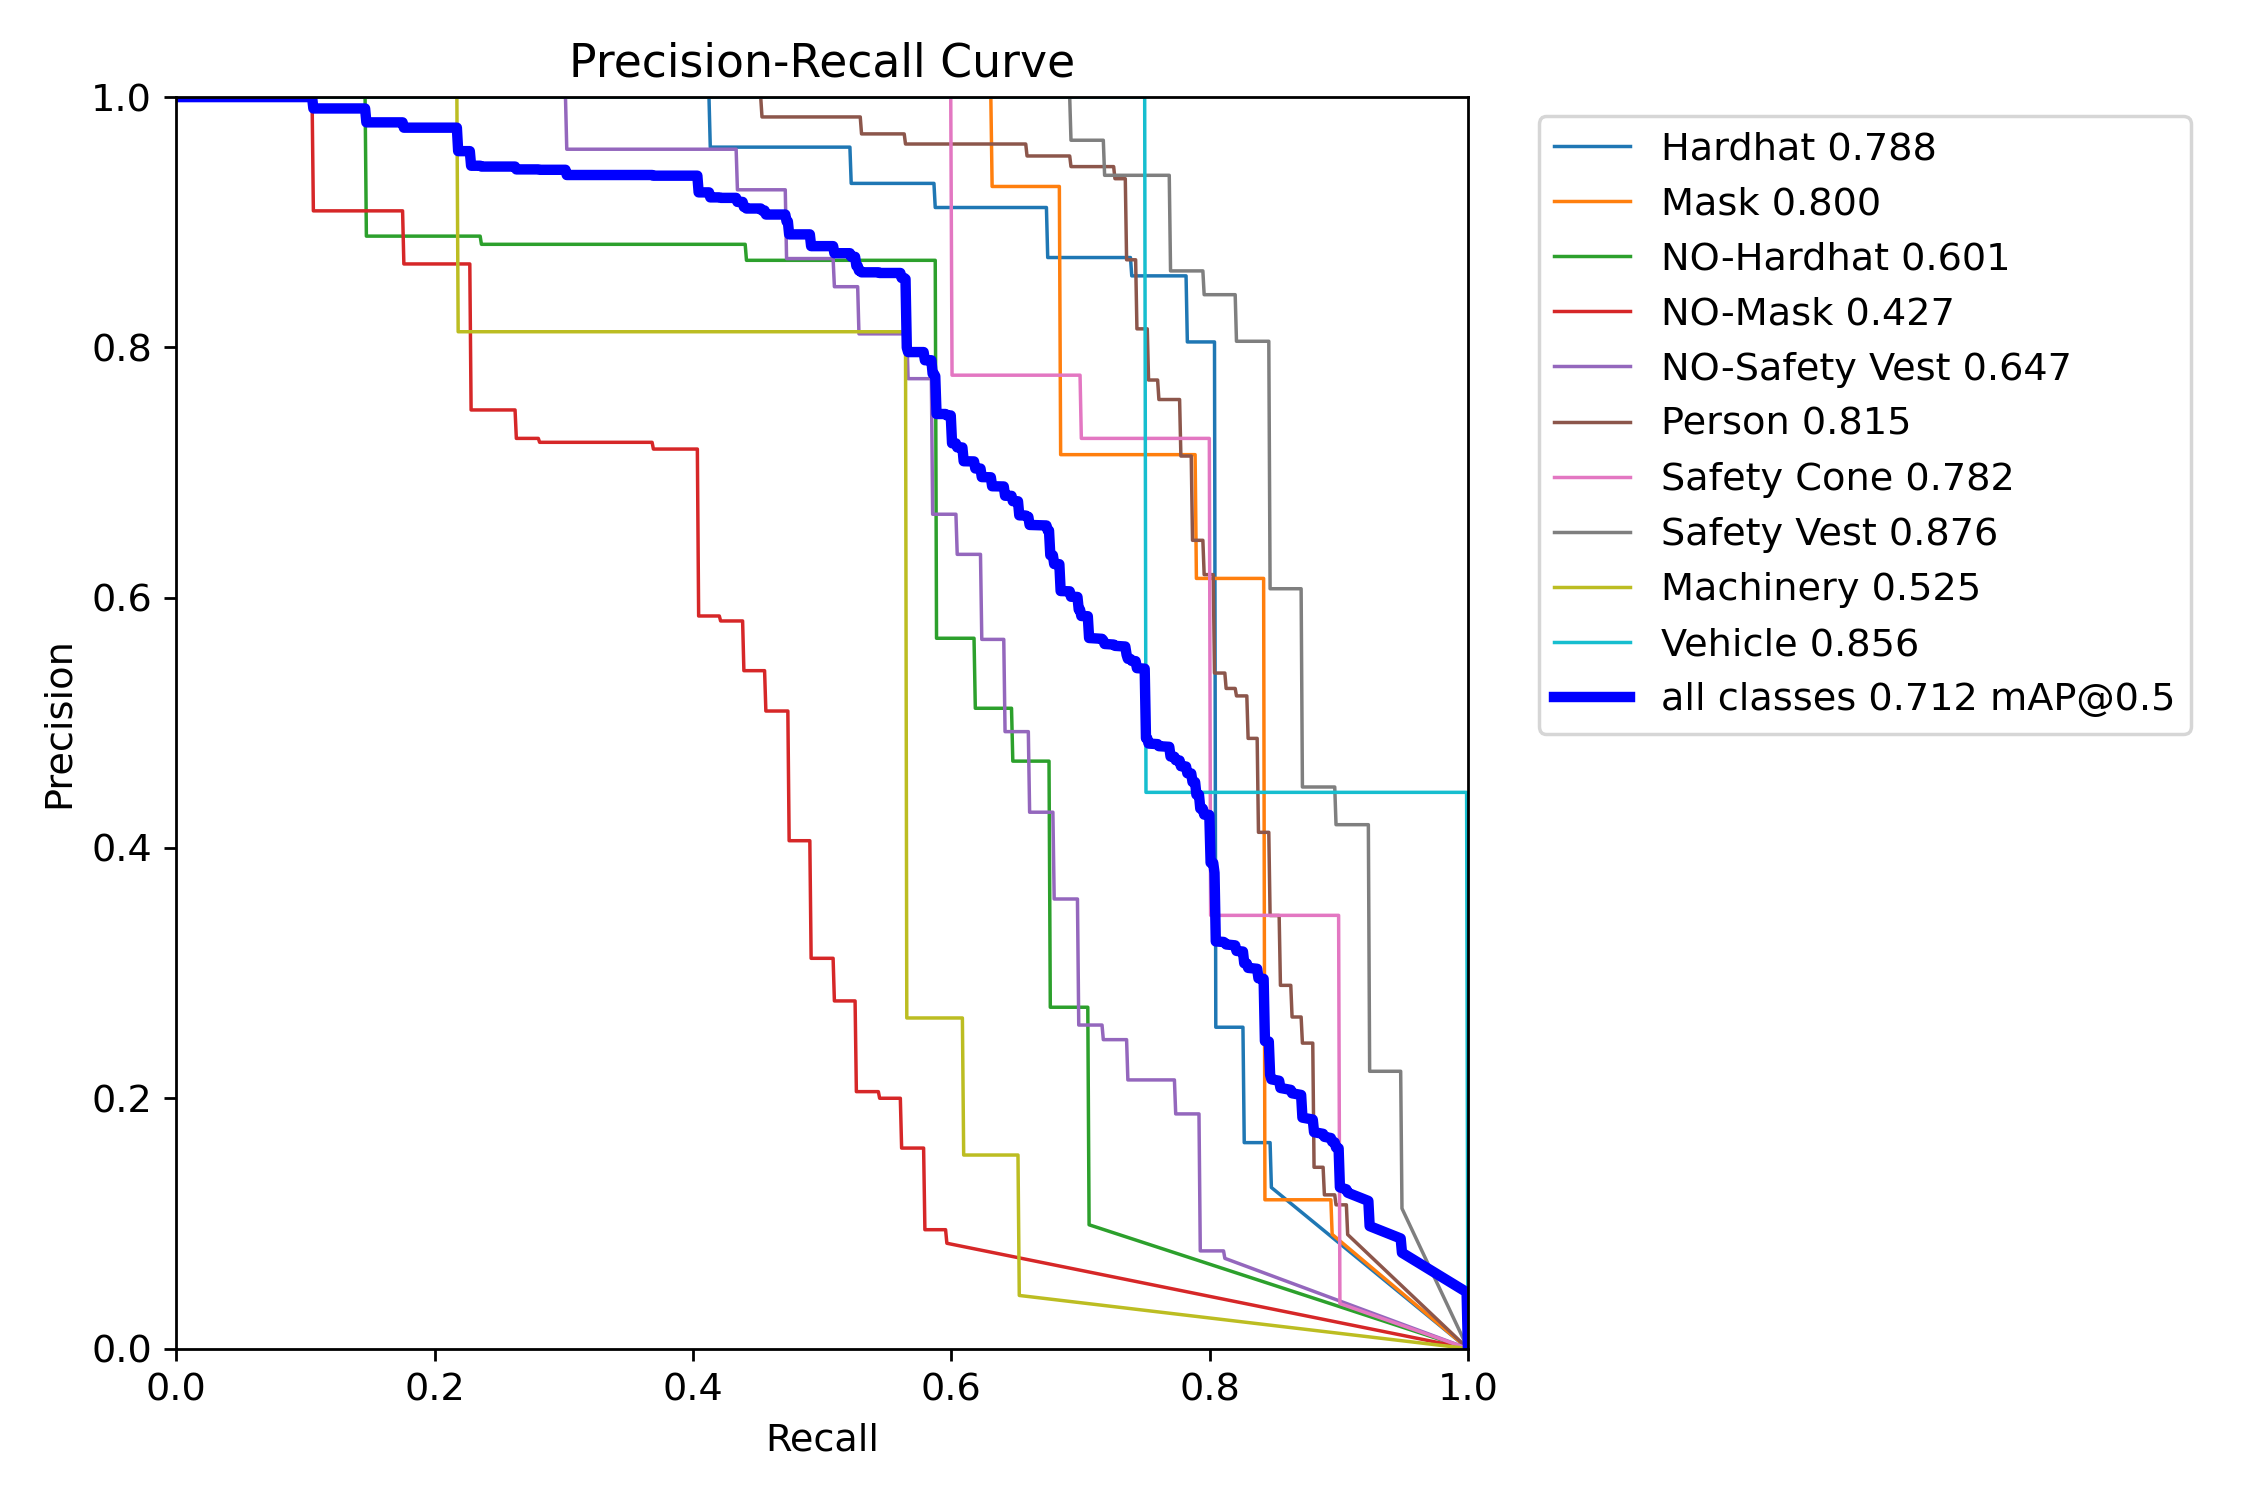 Precision-Recall Curve
1.0
0.8
0.6
0.4
0.2
0.0
Precision
0.0 0.2 0.4 0.6 0.8 1.0
Recall
Hardhat 0.788
Mask 0.800
NO-Hardhat 0.601
NO-Mask 0.427
NO-Safety Vest 0.647
Person 0.815
Safety Cone 0.782
Safety Vest 0.876
Machinery 0.525
Vehicle 0.856
all classes 0.712 mAP@0.5